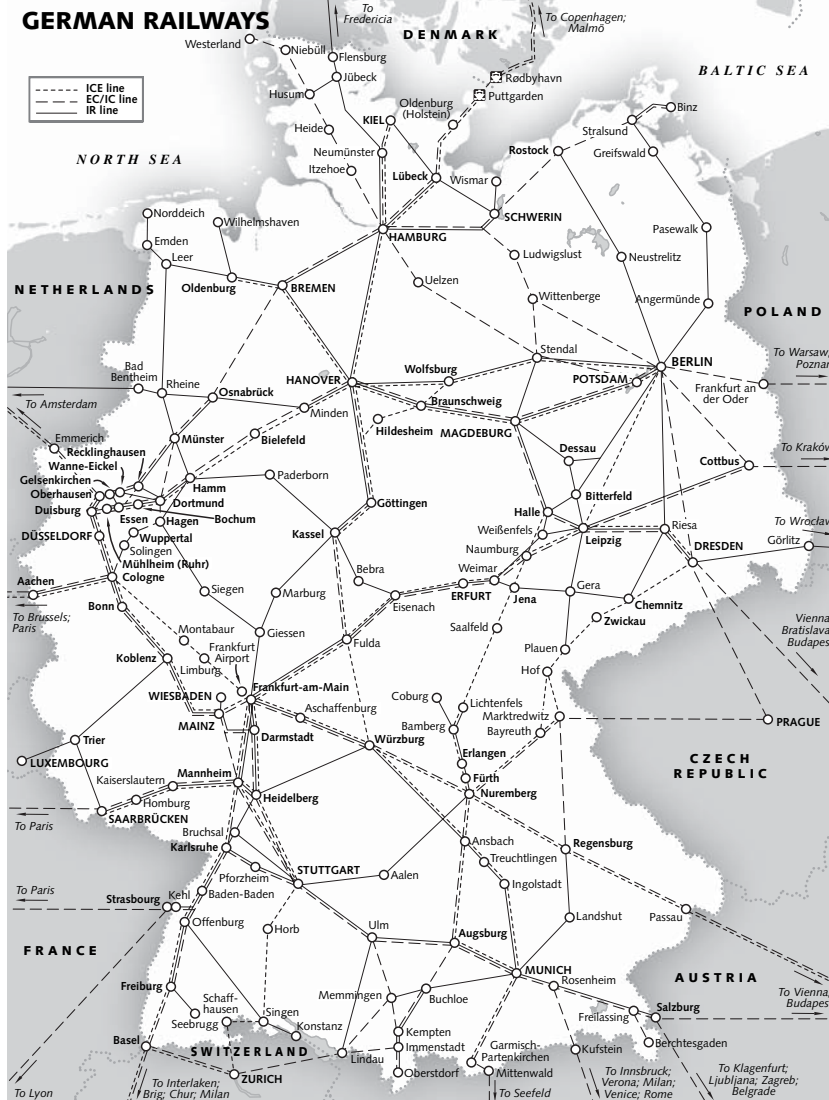 GERMAN RAILWAYS
To
Fredericia
To Copenhagen;
Malmö
DENMARK
BALTIC SEA
Westerland
Niebüll
Flensburg
ICE line
EC/IC line
IR line
Jübeck
Husum
Rødbyhavn
Puttgarden
Oldenburg
(Holstein)
KIEL
Heide
Neumünster
Itzehoe
NORTH SEA
Binz
Stralsund
Greifswald
Rostock
Lübeck
Wismar
SCHWERIN
Norddeich
Wilhelmshaven
Emden
Leer
HAMBURG
Pasewalk
Ludwigslust
Neustrelitz
NETHERLANDS
Oldenburg
BREMEN
Uelzen
Wittenberge
Angermünde
POLAND
Stendal
BERLIN
To Warsaw,
Poznań
Bad
Bentheim
Rheine
Osnabrück
HANOVER
Wolfsburg
POTSDAM
Frankfurt an
der Oder
To Amsterdam
Minden
Braunschweig
Hildesheim
MAGDEBURG
Emmerich
Recklinghausen
Wanne-Eickel
Gelsenkirchen
Oberhausen
Duisburg
Münster
Bielefeld
Dessau
Cottbus
To Kraków
Hamm
Paderborn
Dortmund
Göttingen
Bitterfeld
Essen
Hagen
Bochum
Halle
DÜSSELDORF
Wuppertal
Solingen
Mühlheim (Ruhr)
Kassel
Weißenfels
Leipzig
Riesa
To Wrocław
Görlitz
Naumburg
DRESDEN
Aachen
Cologne
Bebra
Weimar
ERFURT
Jena
Gera
Chemnitz
Bonn
Siegen
Marburg
Eisenach
Zwickau
To Brussels;
Paris
Montabaur
Giessen
Saalfeld
Vienna
Bratislava
Budapest
Koblenz
Limburg
Frankfurt
Airport
Fulda
Plauen
Hof
WIESBADEN
Frankfurt-am-Main
Coburg
Lichtenfels
Marktredwitz
MAINZ
Aschaffenburg
Bamberg
Bayreuth
PRAGUE
Trier
Darmstadt
Würzburg
Erlangen
CZECH
REPUBLIC
LUXEMBOURG
Kaiserslautern
Mannheim
Fürth
Homburg
Heidelberg
Nuremberg
SAARBRÜCKEN
To Paris
Bruchsal
Karlsruhe
Ansbach
Regensburg
Treuchtlingen
Pforzheim
STUTTGART
Aalen
Ingolstadt
To Paris
Strasbourg
Kehl
Baden-Baden
Landshut
Passau
Offenburg
Horb
Ulm
Augsburg
FRANCE
MUNICH
AUSTRIA
Freiburg
Rosenheim
Memmingen
Buchloe
Salzburg
To Vienna,
Budapest
Schaff-
hausen
Seebrugg
Singen
Konstanz
Freilassing
Basel
Kempten
Immenstadt
Garmisch-
Partenkirchen
Berchtesgaden
SWITZERLAND
Lindau
Kufstein
ZÜRICH
Oberstdorf
Mittenwald
To Lyon
To Interlaken;
Brig; Chur; Milan
To Seefeld
To Innsbruck;
Verona; Milan;
Venice; Rome
To Klagenfurt;
Ljubljana; Zagreb;
Belgrade